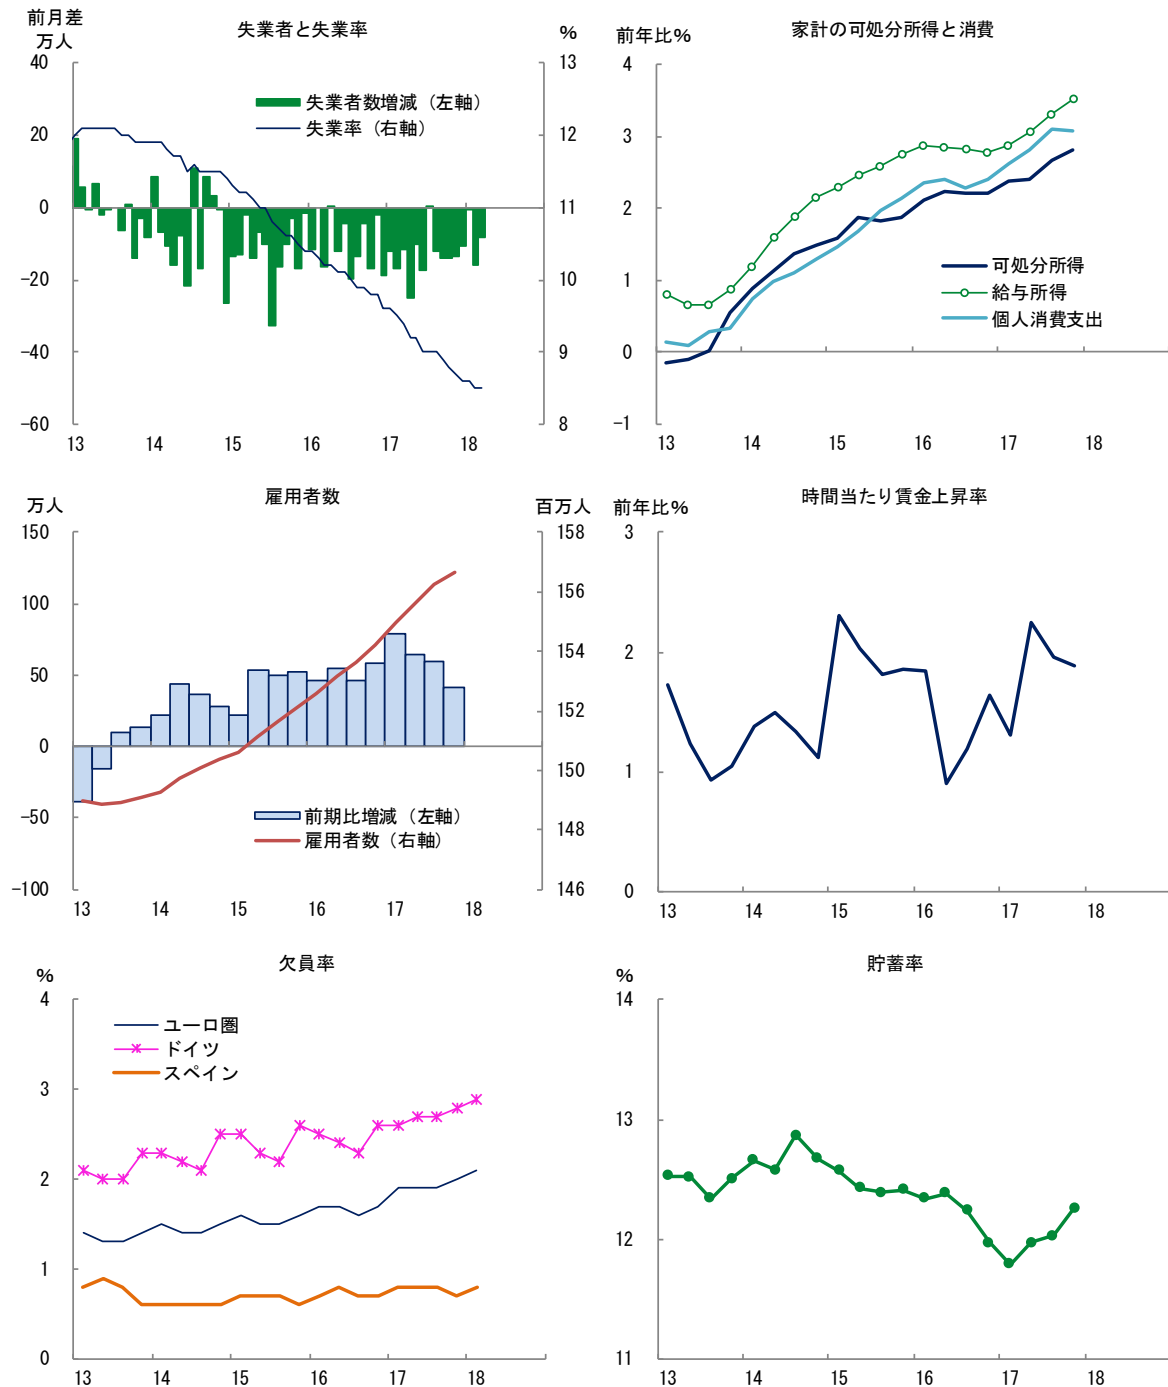 失業者と失業率
前月差
万人
%
40
20
0
-20
-40
-60
13
12
11
10
9
8
失業者数増減（左軸）
失業率（右軸）
13 14 15 16 17 18
家計の可処分所得と消費
前年比%
4
3
2
1
0
-1
可処分所得
給与所得
個人消費支出
13 14 15 16 17 18
雇用者数
万人
百万人
150
100
50
0
-50
-100
158
156
154
152
150
148
146
前期比増減（左軸）
雇用者数（右軸）
13 14 15 16 17 18
時間当たり賃金上昇率
前年比%
3
2
1
0
13 14 15 16 17 18
欠員率
%
4
3
2
1
0
ユーロ圏
ドイツ
スペイン
13 14 15 16 17 18
貯蓄率
%
14
13
12
11
13 14 15 16 17 18